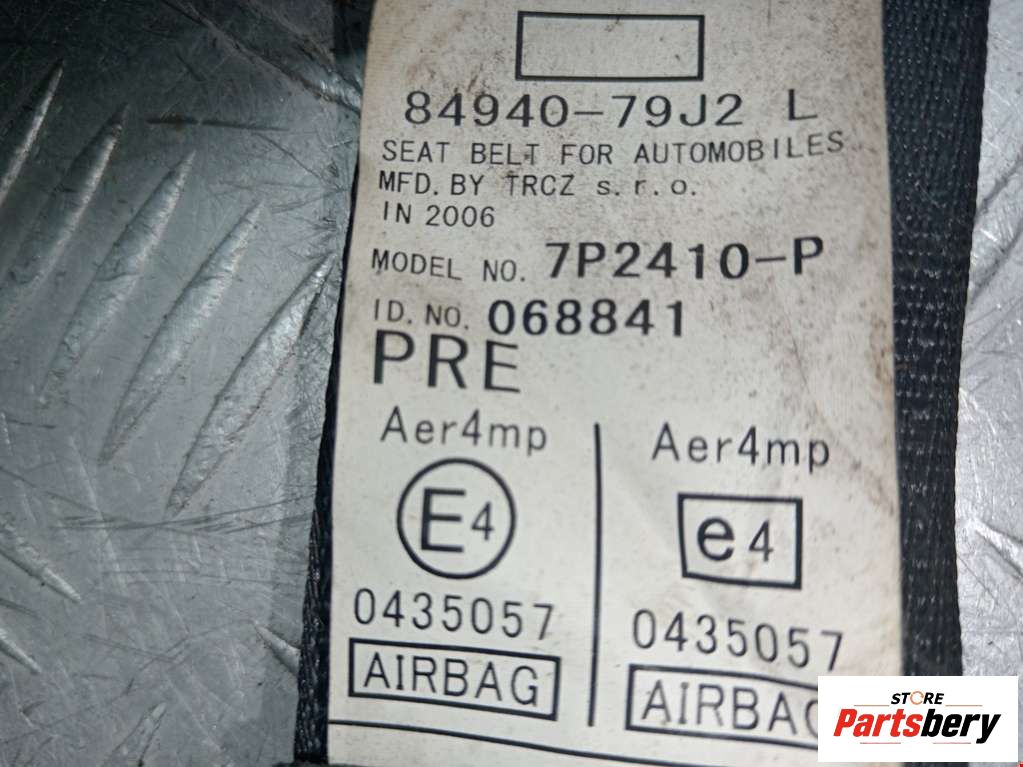 84940-79J2 L
SEAT BELT FOR AUTOMOBILES
MFD. BY TRCZ s. r. o.
IN 2006
MODEL NO. 7P2410-P
ID. NO. 068841
PRE
Aer4mp
E4
0435057
AIRBAG
Aer4mp
e4
0435057
AIRBAG
STORE
Partsbery